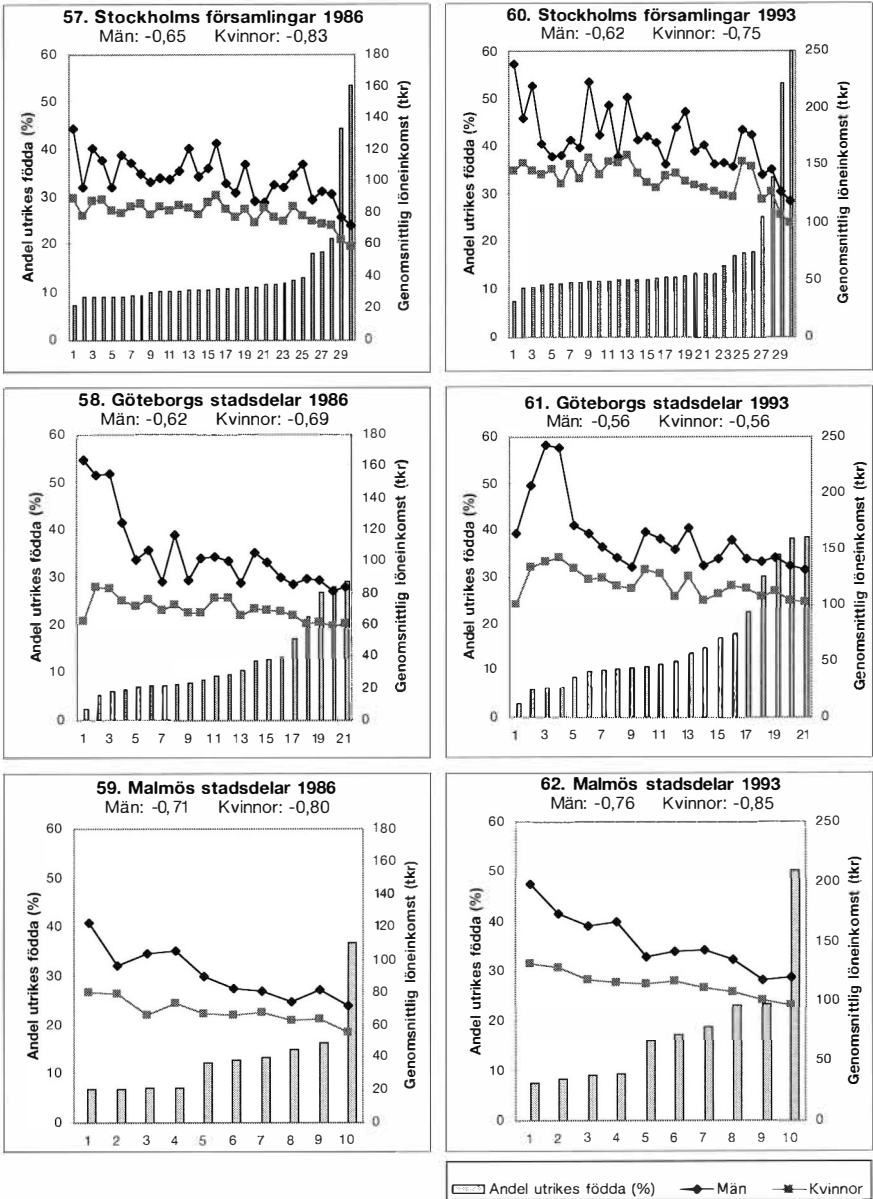 57. Stockholms församlingar 1986
Män: -0,65 Kvinnor: -0,83
Andel utrikes födda (%)
60
50
40
30
20
10
0
180
160
140
120
100
80
60
40
20
0
Genomsnittlig löneinkomst (tkr)
1 3 5 7 9 11 13 15 17 19 21 23 25 27 29
60. Stockholms församlingar 1993
Män: -0,62 Kvinnor: -0,75
Andel utrikes födda (%)
60
50
40
30
20
10
0
250
200
150
100
50
0
Genomsnittlig löneinkomst (tkr)
1 3 5 7 9 11 13 15 17 19 21 23 25 27 29
58. Göteborgs stadsdelar 1986
Män: -0,62 Kvinnor: -0,69
Andel utrikes födda (%)
60
50
40
30
20
10
0
180
160
140
120
100
80
60
40
20
0
Genomsnittlig löneinkomst (tkr)
1 3 5 7 9 11 13 15 17 19 21
61. Göteborgs stadsdelar 1993
Män: -0,56 Kvinnor: -0,56
Andel utrikes födda (%)
60
50
40
30
20
10
0
250
200
150
100
50
0
Genomsnittlig löneinkomst (tkr)
1 3 5 7 9 11 13 15 17 19 21
59. Malmös stadsdelar 1986
Män: -0,71 Kvinnor: -0,80
Andel utrikes födda (%)
60
50
40
30
20
10
0
180
160
140
120
100
80
60
40
20
0
Genomsnittlig löneinkomst (tkr)
1 2 3 4 5 6 7 8 9 10
62. Malmös stadsdelar 1993
Män: -0,76 Kvinnor: -0,85
Andel utrikes födda (%)
60
50
40
30
20
10
0
250
200
150
100
50
0
Genomsnittlig löneinkomst (tkr)
1 2 3 4 5 6 7 8 9 10
Andel utrikes födda (%) Män Kvinnor